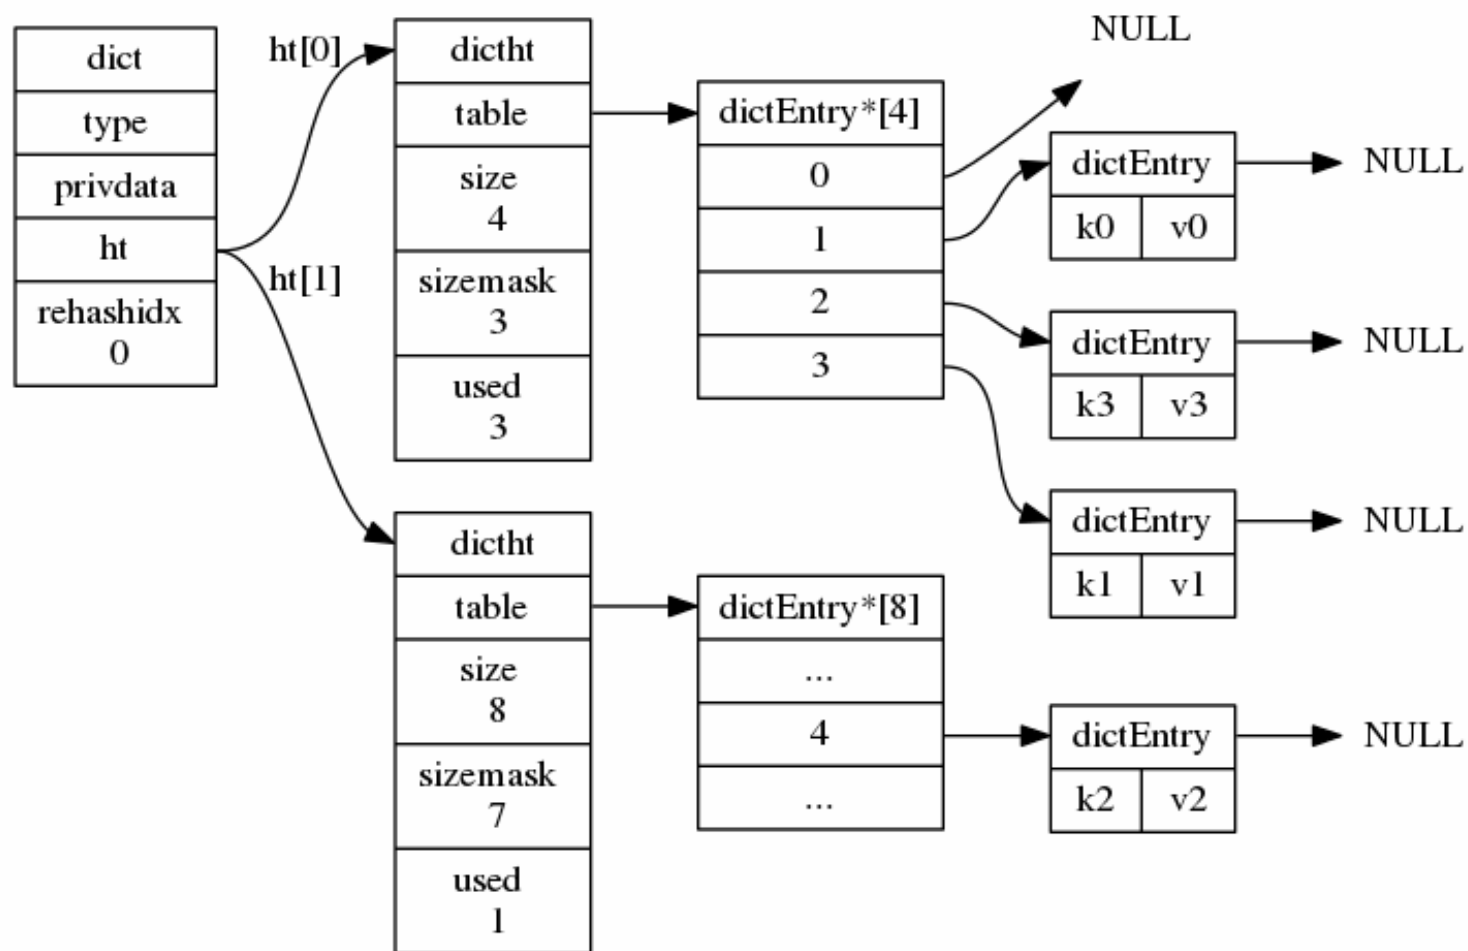 dict
type
privdata
ht
rehashidx
0
ht[0]
ht[1]
dictht
table
size
4
sizemask
3
used
3
dictht
table
size
8
sizemask
7
used
1
dictEntry*[4]
0
1
2
3
dictEntry*[8]
...
4
...
NULL
dictEntry
k0 v0
NULL
dictEntry
k3 v3
NULL
dictEntry
k1 v1
NULL
dictEntry
k2 v2
NULL